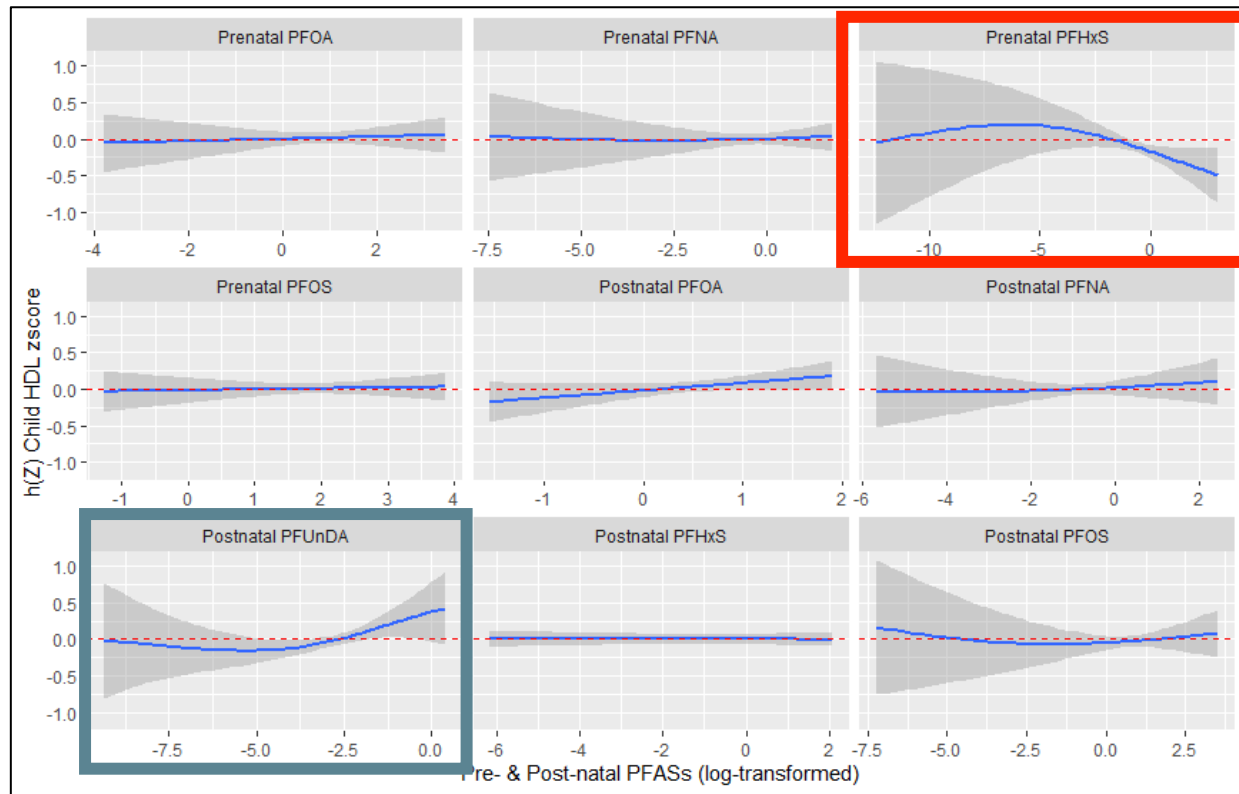 Prenatal PFOA
Prenatal PFNA
Prenatal PFHxS
1.0
0.5
0.0
-0.5
-1.0
-4 -2 0 2
-7.5 -5.0 -2.5 0.0
-10 -5 0
Prenatal PFOS
Postnatal PFOA
Postnatal PFNA
1.0
0.5
0.0
-0.5
-1.0
-1 0 1 2 3 4
-1 0 1 2
-6 -4 -2 0 2
Postnatal PFUnDA
Postnatal PFHxS
Postnatal PFOS
1.0
0.5
0.0
-0.5
-1.0
-7.5 -5.0 -2.5 0.0
-6 -4 -2 0 2
-7.5 -5.0 -2.5 0.0 2.5
h(Z) Child HDL zscore
Pre- & Post-natal PFASs (log-transformed)